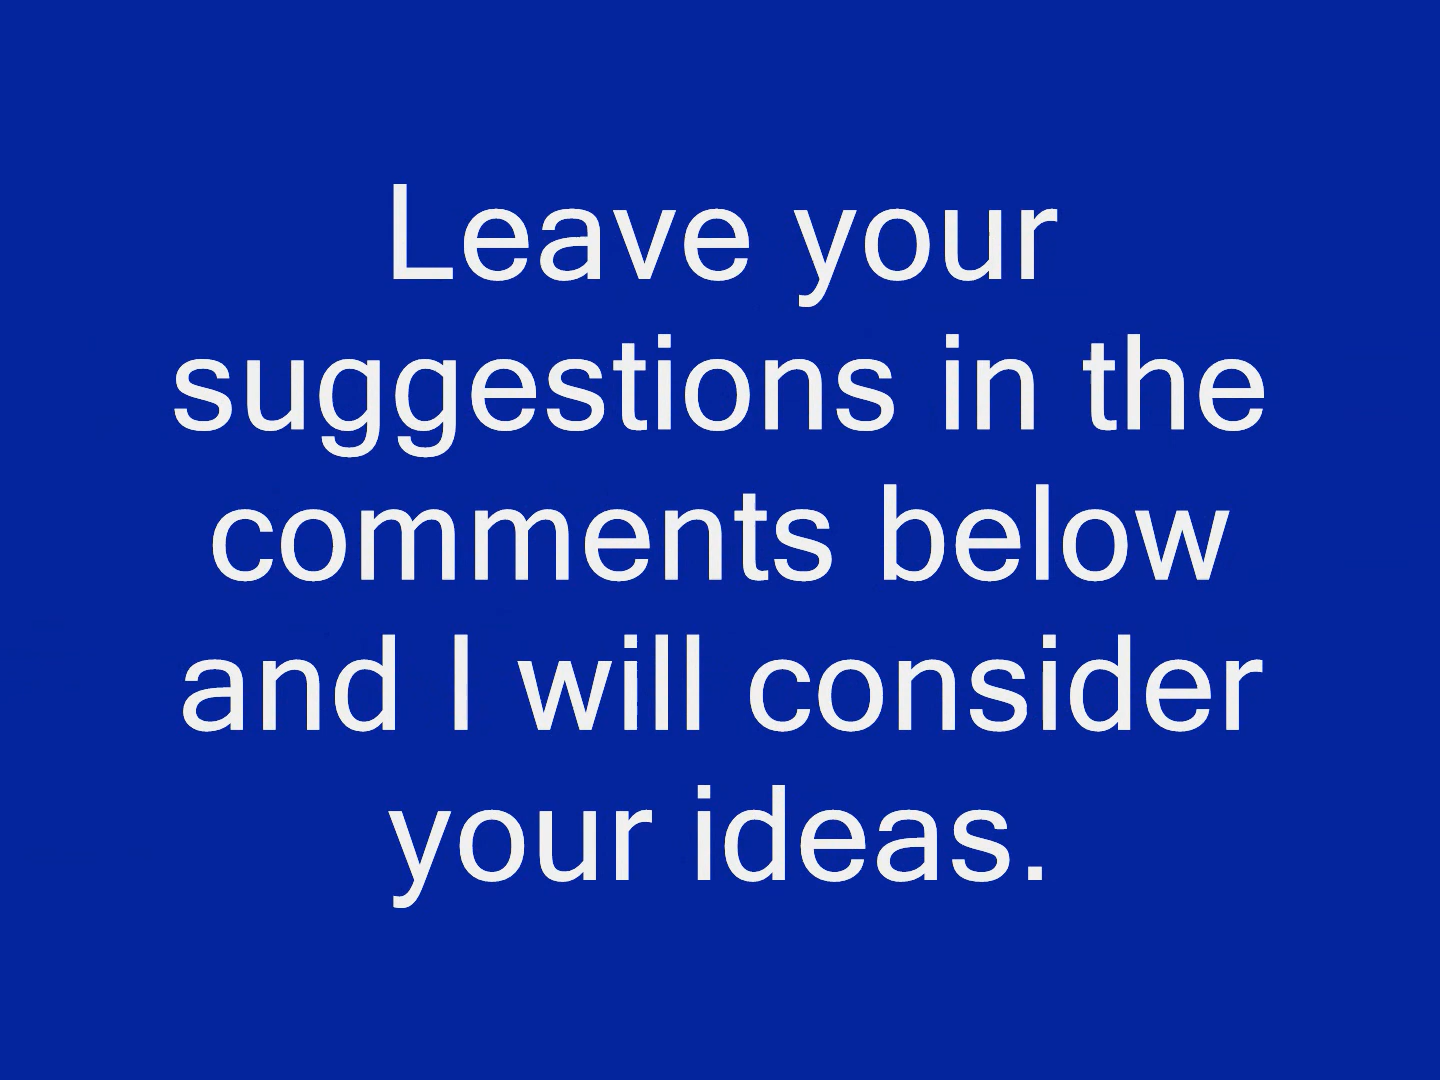 Leave your
suggestions in the
comments below
and I will consider
your ideas.